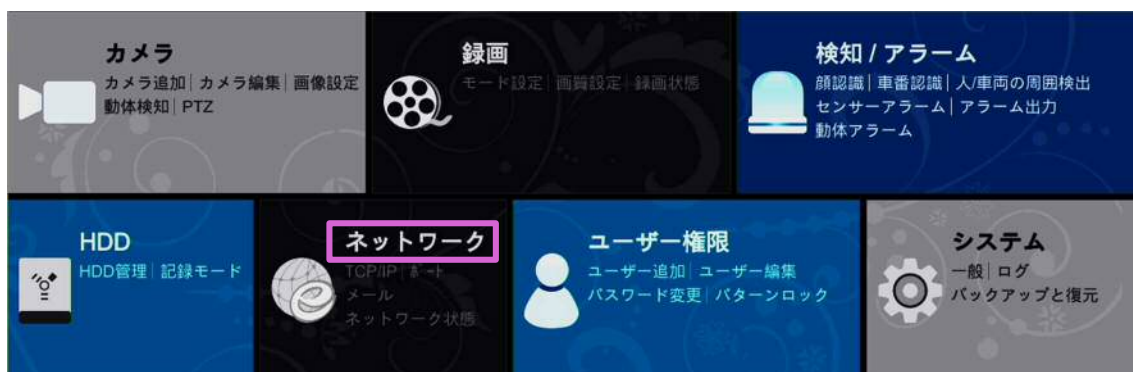 カメラ
カメラ追加 | カメラ編集 | 画像設定
動体検知 | PTZ
録画
モード設定 | 画質設定 | 録画状態
検知 / アラーム
顔認識 | 車番認識 | 人/車両の周囲検出
センサーアラーム | アラーム出力
動体アラーム
HDD
HDD管理 | 記録モード
ネットワーク
TCP/IP | ポート
メール
ネットワーク状態
ユーザー権限
ユーザー追加 | ユーザー編集
パスワード変更 | パターンロック
システム
一般 | ログ
バックアップと復元